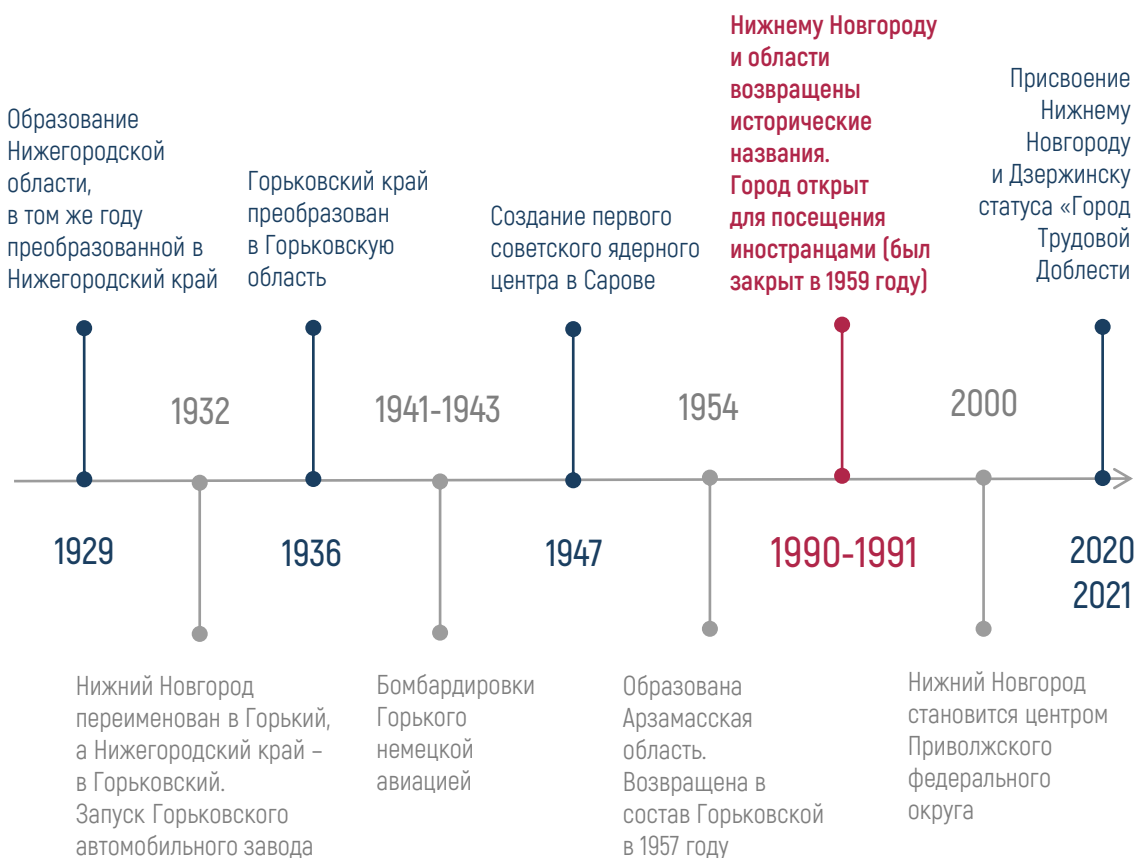 Образование
Нижегородской
области,
в том же году
преобразованной в
Нижегородский край
Горьковский край
преобразован
в Горьковскую
область
Создание первого
советского ядерного
центра в Сарове
Нижнему Новгороду
и области
возвращены
исторические
названия.
Город открыт
для посещения
иностранцами (был
закрыт в 1959 году)
Присвоение
Нижнему
Новгороду
и Дзержинску
статуса «Город
Трудовой
Доблести
1932
1941-1943
1954
2000
1929
1936
1947
1990-1991
2020
2021
Нижний Новгород
переименован в Горький,
а Нижегородский край –
в Горьковский.
Запуск Горьковского
автомобильного завода
Бомбардировки
Горького
немецкой
авиацией
Образована
Арзамасская
область.
Возвращена в
состав Горьковской
в 1957 году
Нижний Новгород
становится центром
Приволжского
федерального
округа